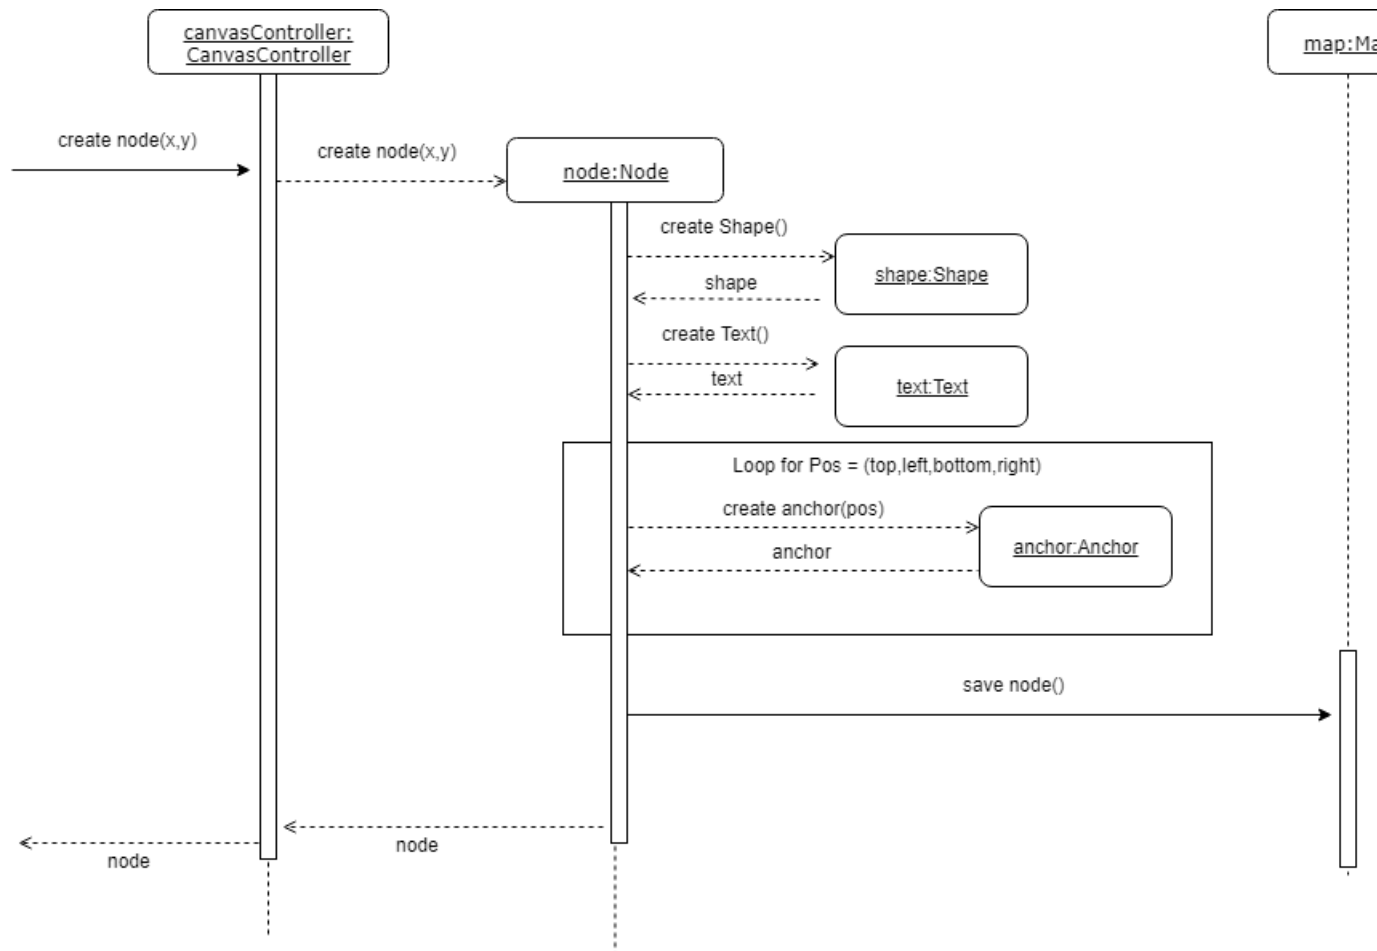 canvasController:
CanvasController
create node(x,y)
create node(x,y)
node:Node
create Shape()
shape:Shape
shape
create Text()
text
text:Text
Loop for Pos = (top,left,bottom,right)
create anchor(pos)
anchor:Anchor
anchor
save node()
node
node
map:Ma